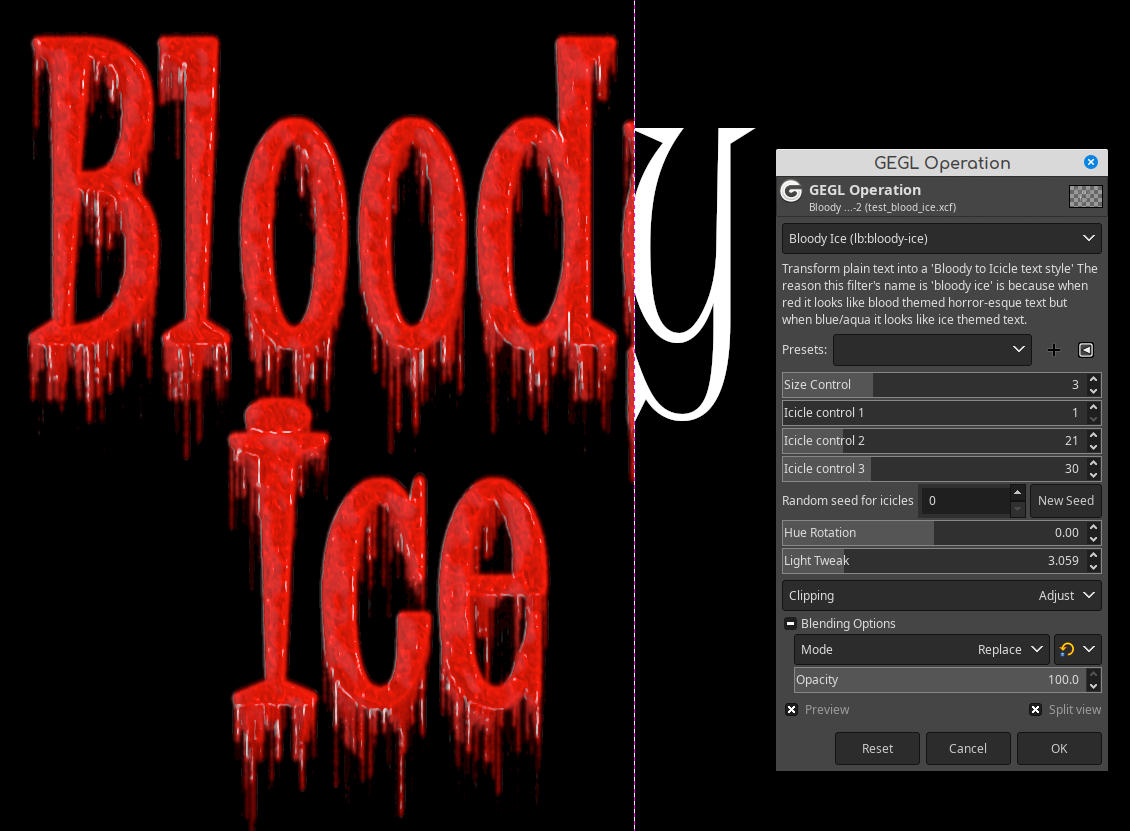 Bloody
Ice
GEGL Operation
GEGL Operation
Bloody ...-2 (test_blood_ice.xcf)
Bloody Ice (lb:bloody-ice)
Transform plain text into a 'Bloody to Icicle text style' The
reason this filter's name is 'bloody ice' is because when
red it looks like blood themed horror-esque text but
when blue/aqua it looks like ice themed text.
Presets:
Size Control 3
Icicle control 1 1
Icicle control 2 21
Icicle control 3 30
Random seed for icicles 0 New Seed
Hue Rotation 0.00
Light Tweak 3.059
Clipping Adjust
Blending Options
Mode Replace
Opacity 100.0
Preview Split view
Reset Cancel OK